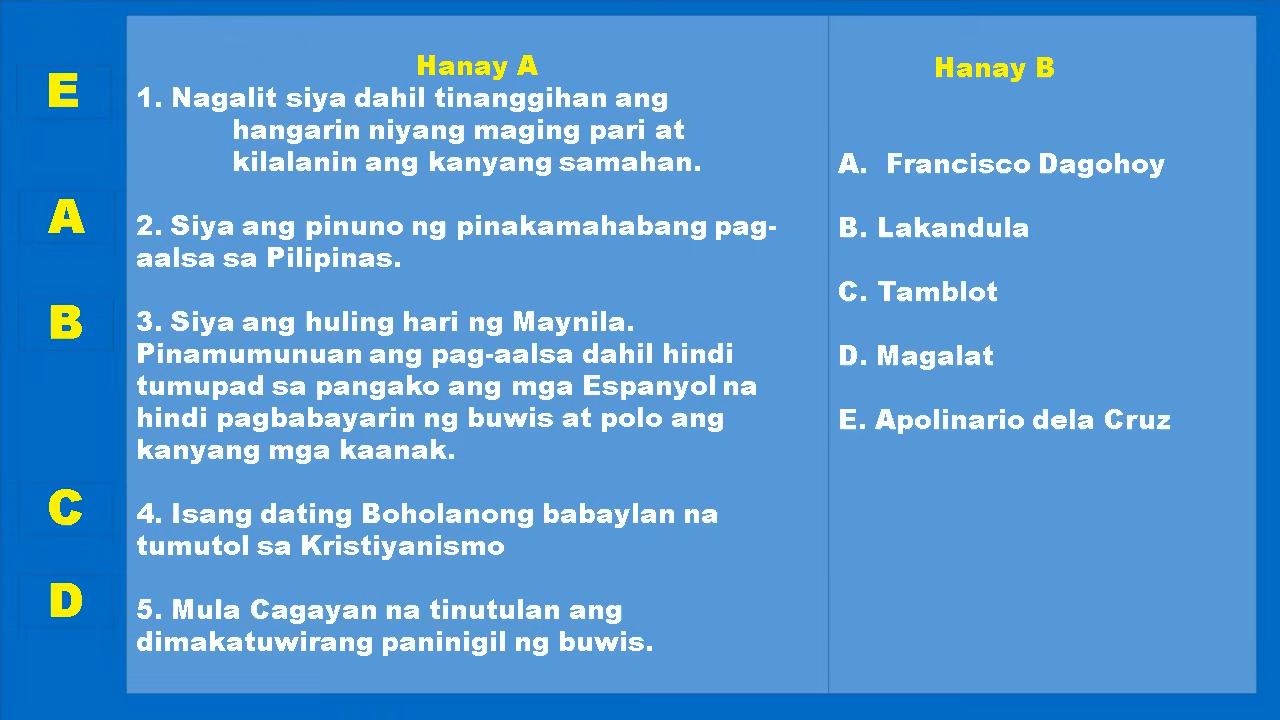 Hanay A
E
1. Nagalit siya dahil tinanggihan ang
hangarin niyang maging pari at
kilalanin ang kanyang samahan.
A
2. Siya ang pinuno ng pinakamahabang pag-
aalsa sa Pilipinas.
B
3. Siya ang huling hari ng Maynila.
Pinamumunuan ang pag-aalsa dahil hindi
tumupad sa pangako ang mga Espanyol na
hindi pagbabayarin ng buwis at polo ang
kanyang mga kaanak.
C
4. Isang dating Boholanong babaylan na
tumutol sa Kristiyanismo
D
5. Mula Cagayan na tinutulan ang
dimakatuwirang paninigil ng buwis.
Hanay B
A. Francisco Dagohoy
B. Lakandula
C. Tamblot
D. Magalat
E. Apolinario dela Cruz